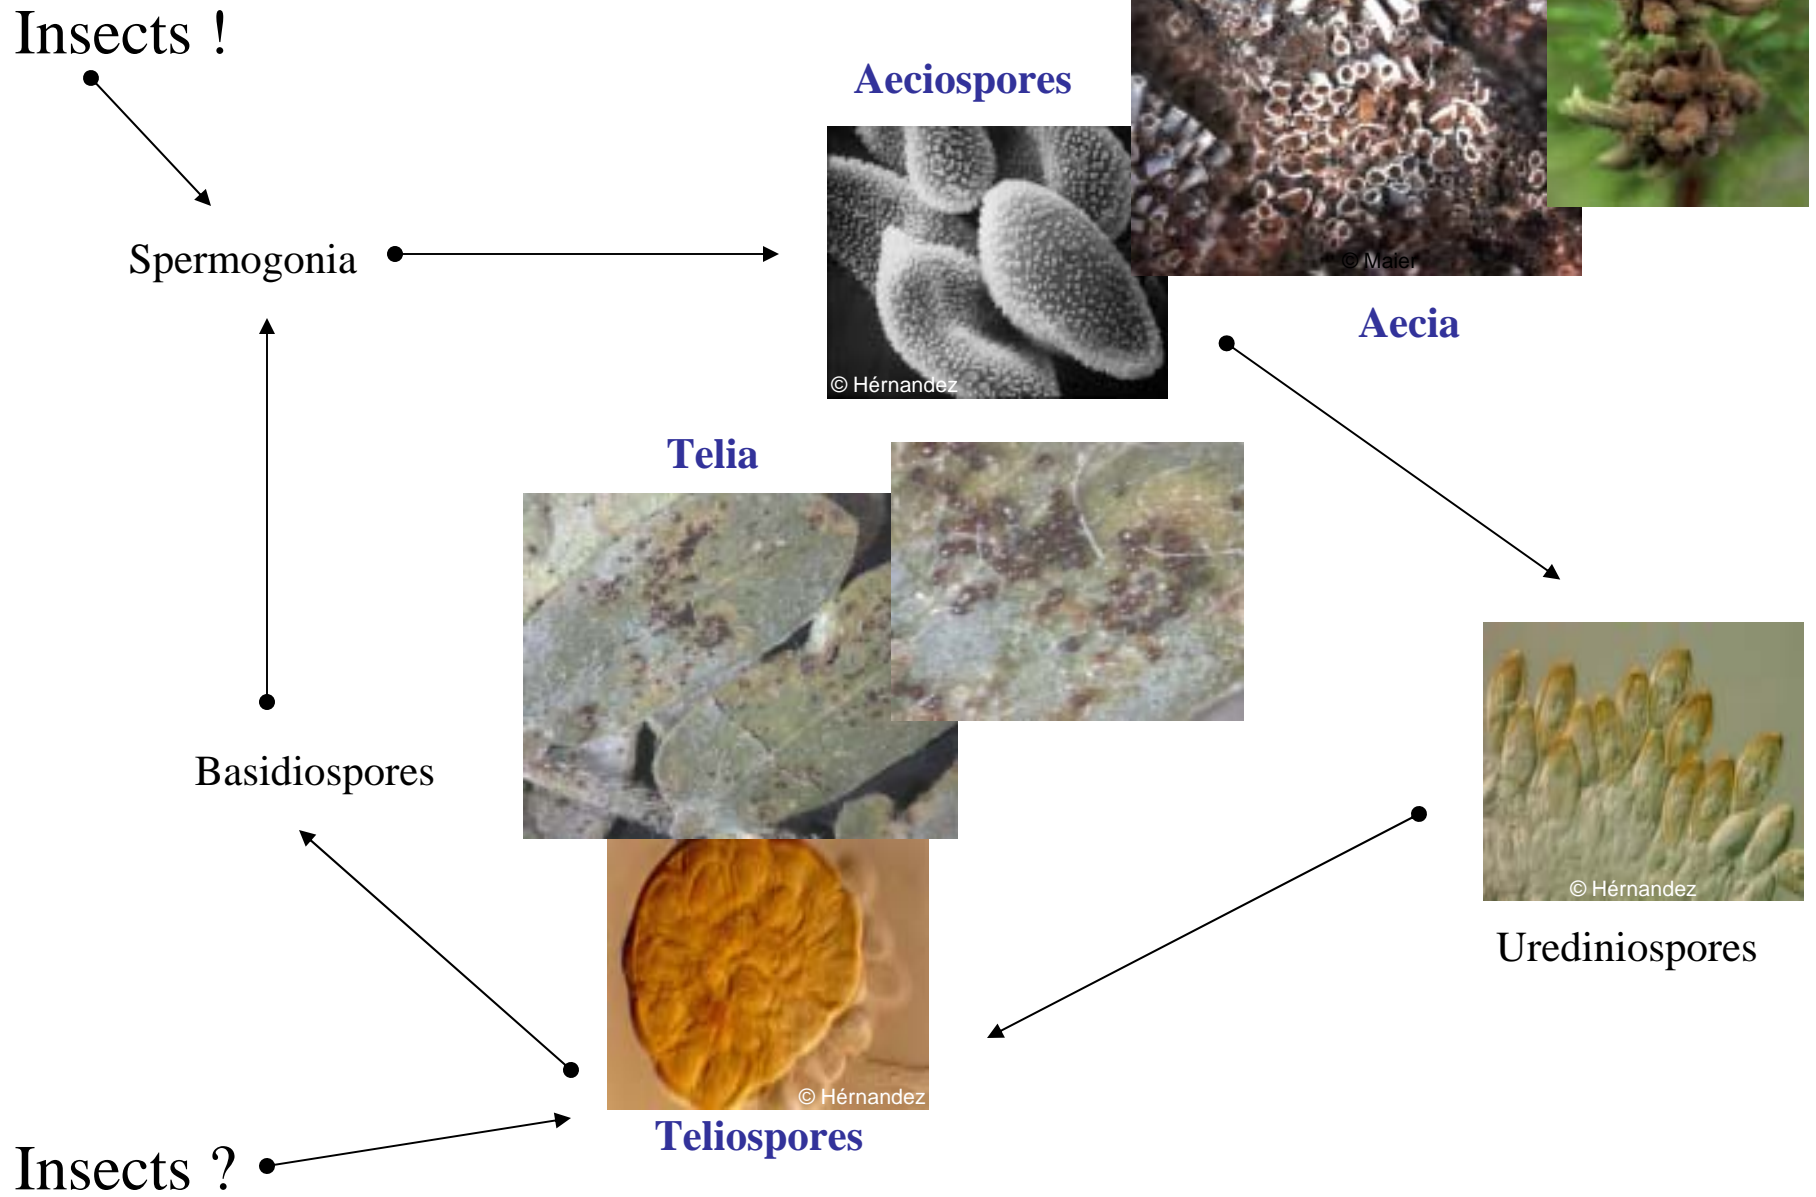 Insects !
Aeciospores
Spermogonia
© Maier
Aecia
© Hérnandez
Telia
Basidiospores
© Hérnandez
Urediniospores
© Hérnandez
Teliospores
Insects ?